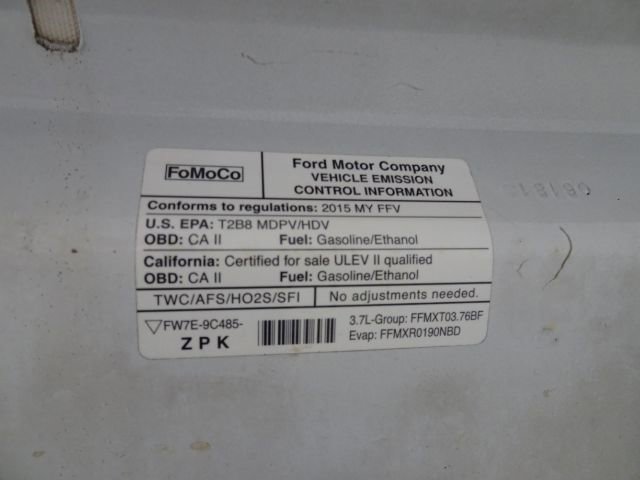 FoMoCo
Ford Motor Company
VEHICLE EMISSION
CONTROL INFORMATION
Conforms to regulations: 2015 MY FFV
U.S. EPA: T2B8 MDPV/HDV
OBD: CA II Fuel: Gasoline/Ethanol
California: Certified for sale ULEV II qualified
OBD: CA II Fuel: Gasoline/Ethanol
TWC/AFS/HO2S/SFI No adjustments needed.
FW7E-9C485-
ZPK
3.7L-Group: FFMXT03.76BF
Evap: FFMXR0190NBD